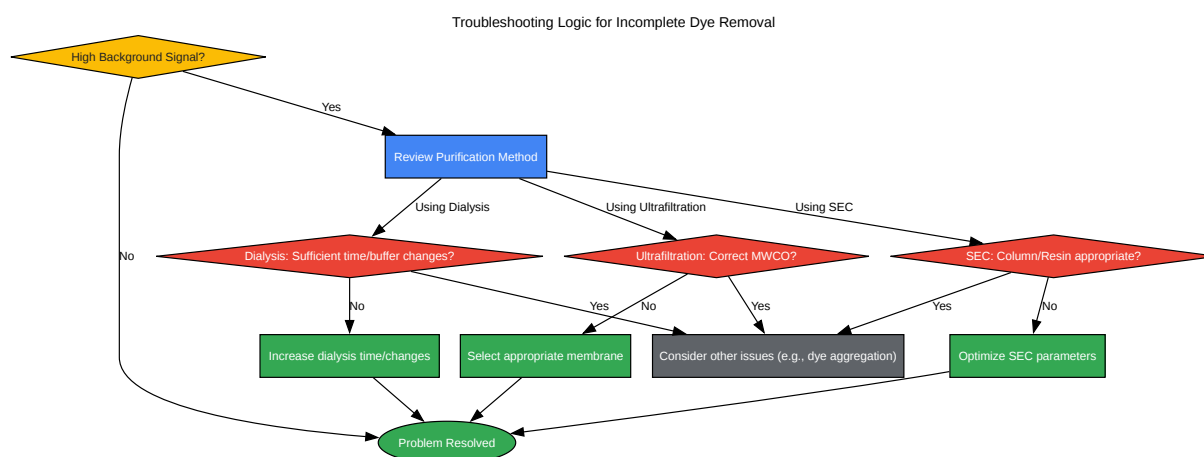 Troubleshooting Logic for Incomplete Dye Removal
High Background Signal?
Yes
Review Purification Method
Using Dialysis
Using Ultrafiltration
Using SEC
No
Dialysis: Sufficient time/buffer changes?
Ultrafiltration: Correct MWCO?
SEC: Column/Resin appropriate?
No
Yes
No
Yes
Yes
No
Increase dialysis time/changes
Select appropriate membrane
Consider other issues (e.g., dye aggregation)
Optimize SEC parameters
Problem Resolved